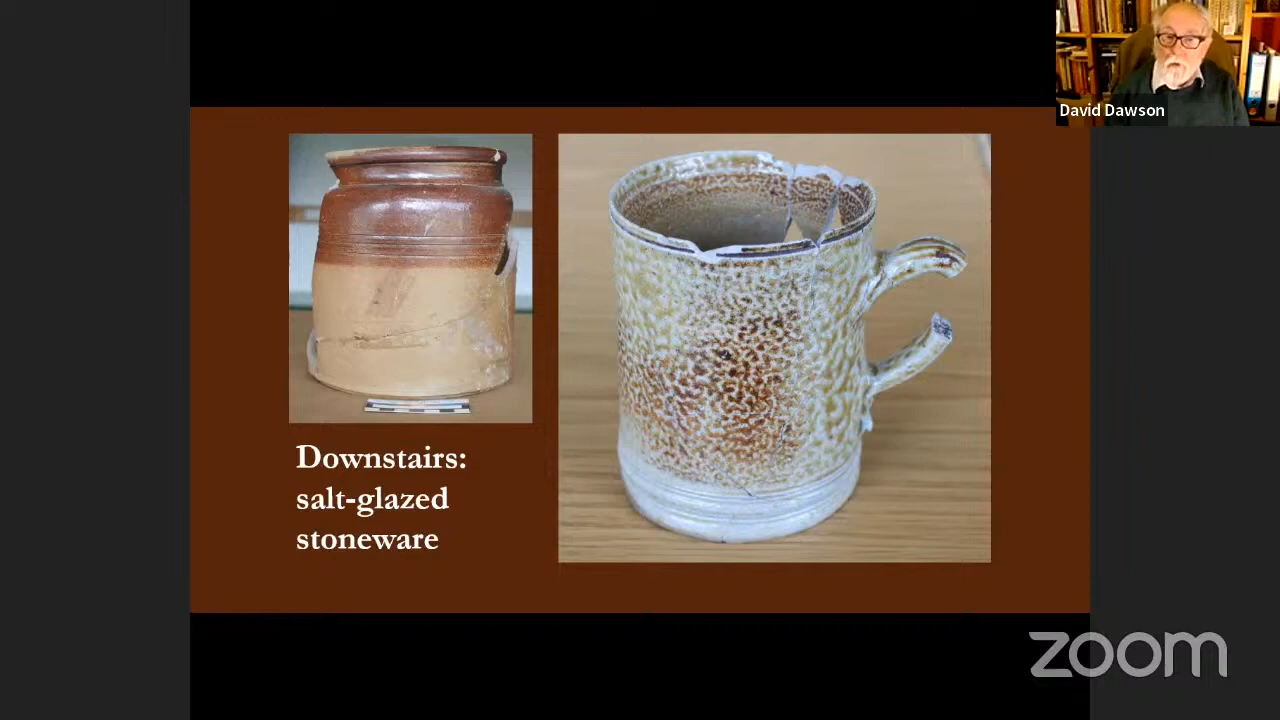 David Dawson
Downstairs:
salt-glazed
stoneware
zoom